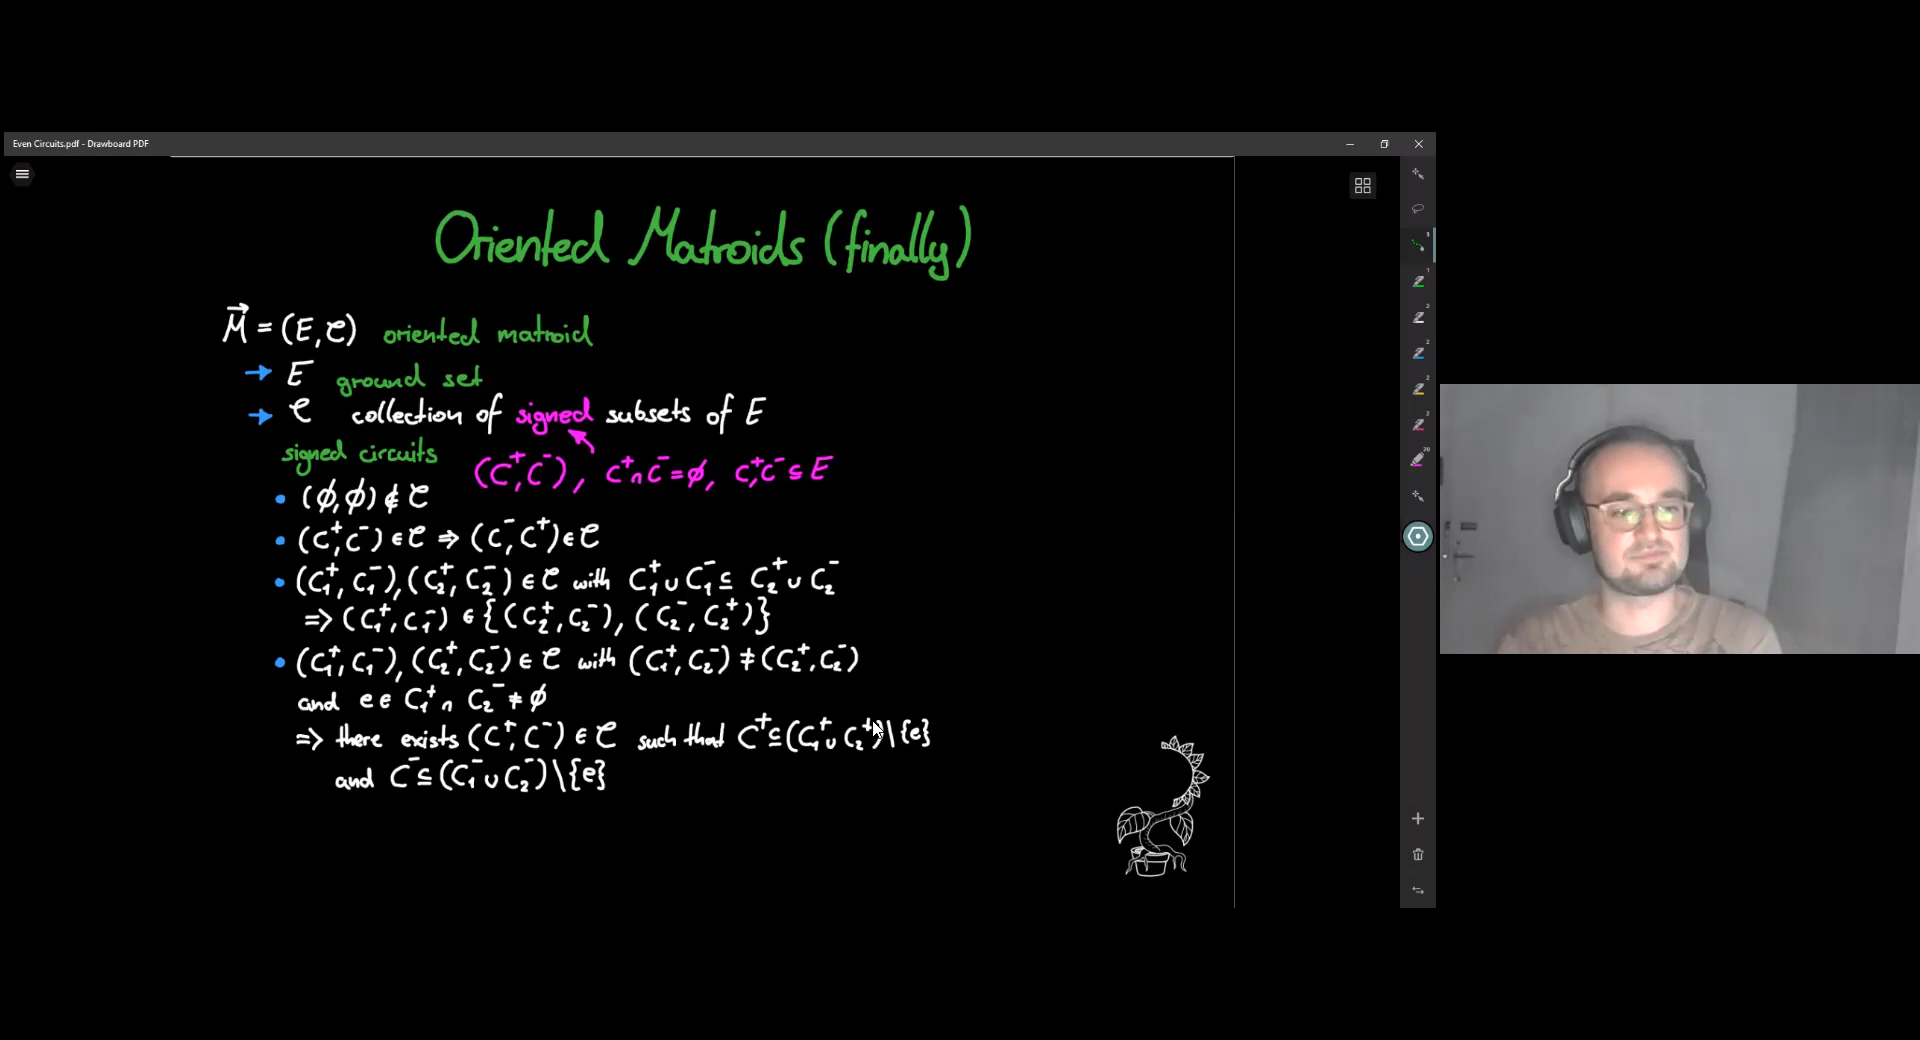 Even Circuits.pdf - Drawboard PDF
Oriented Matroids (finally)
M⃗ = (E, 𝒞) oriented matroid
→ E ground set
→ 𝒞 collection of signed subsets of E
signed circuits
(C⁺, C⁻), C⁺ ∩ C⁻ = ∅, C⁺, C⁻ ⊆ E
• (∅, ∅) ∉ 𝒞
• (C⁺, C⁻) ∈ 𝒞 ⇒ (C⁻, C⁺) ∈ 𝒞
• (C₁⁺, C₁⁻), (C₂⁺, C₂⁻) ∈ 𝒞 with C₁⁺ ∪ C₁⁻ ⊆ C₂⁺ ∪ C₂⁻
⇒ (C₁⁺, C₁⁻) ∈ {(C₂⁺, C₂⁻), (C₂⁻, C₂⁺)}
• (C₁⁺, C₁⁻), (C₂⁺, C₂⁻) ∈ 𝒞 with (C₁⁺, C₂⁻) ≠ (C₂⁺, C₂⁻)
and e ∈ C₁⁺ ∩ C₂⁻ ≠ ∅
⇒ there exists (C⁺, C⁻) ∈ 𝒞 such that C⁺ ⊆ (C₁⁺ ∪ C₂⁺) \ {e}
and C⁻ ⊆ (C₁⁻ ∪ C₂⁻) \ {e}